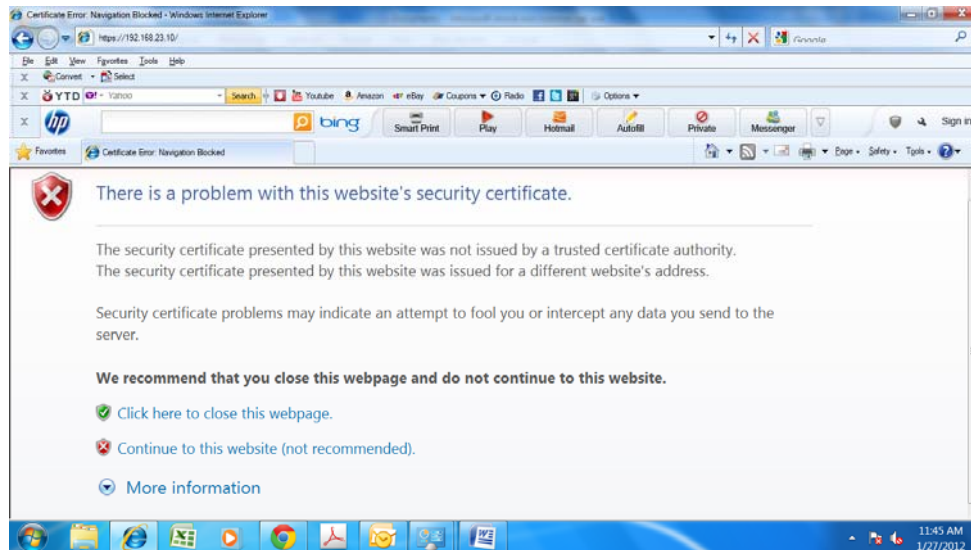 Certificate Error: Navigation Blocked - Windows Internet Explorer
https://192.168.23.10/
Google
File Edit View Favorites Tools Help
X Convert Select
X YTD Y! - Yahoo Search Youtube Amazon eBay Coupons Radio Options
x hp bing Smart Print Play Hotmail Autofill Private Messenger Sign in
Favorites Certificate Error: Navigation Blocked Page Safety Tools
There is a problem with this website's security certificate.
The security certificate presented by this website was not issued by a trusted certificate authority.
The security certificate presented by this website was issued for a different website's address.
Security certificate problems may indicate an attempt to fool you or intercept any data you send to the
server.
We recommend that you close this webpage and do not continue to this website.
Click here to close this webpage.
Continue to this website (not recommended).
More information
11:45 AM
1/27/2012